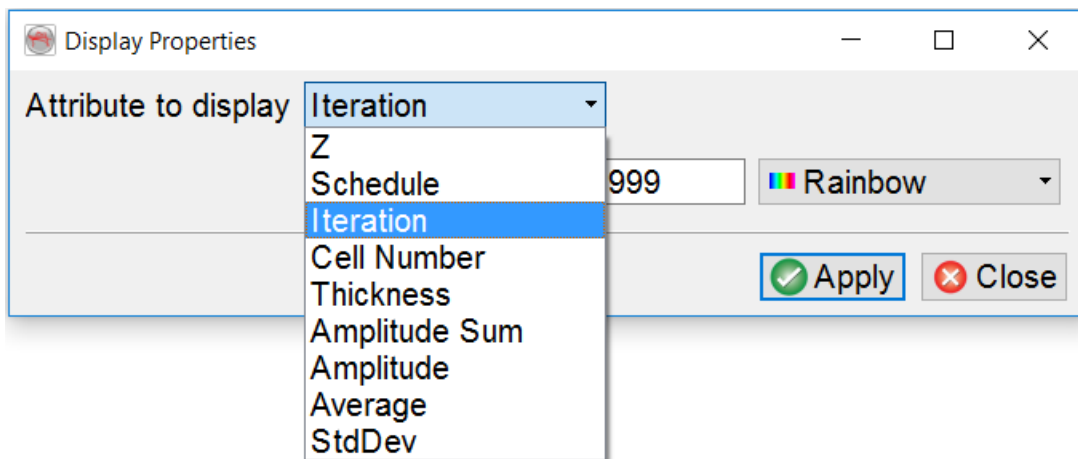 Display Properties
Attribute to display Iteration
Z
Schedule
999 Rainbow
Iteration
Cell Number
Thickness
Apply Close
Amplitude Sum
Amplitude
Average
StdDev